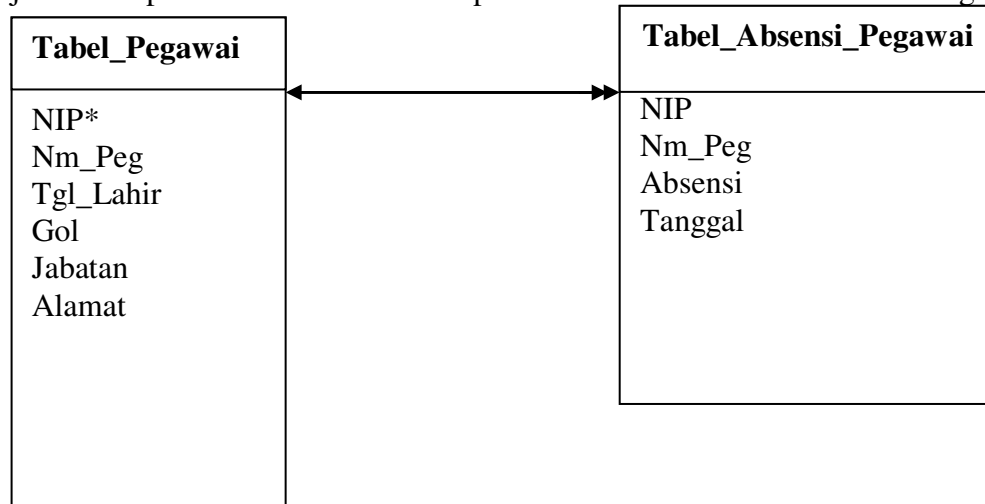 Tabel_Pegawai
NIP*
Nm_Peg
Tgl_Lahir
Gol
Jabatan
Alamat
Tabel_Absensi_Pegawai
NIP
Nm_Peg
Absensi
Tanggal